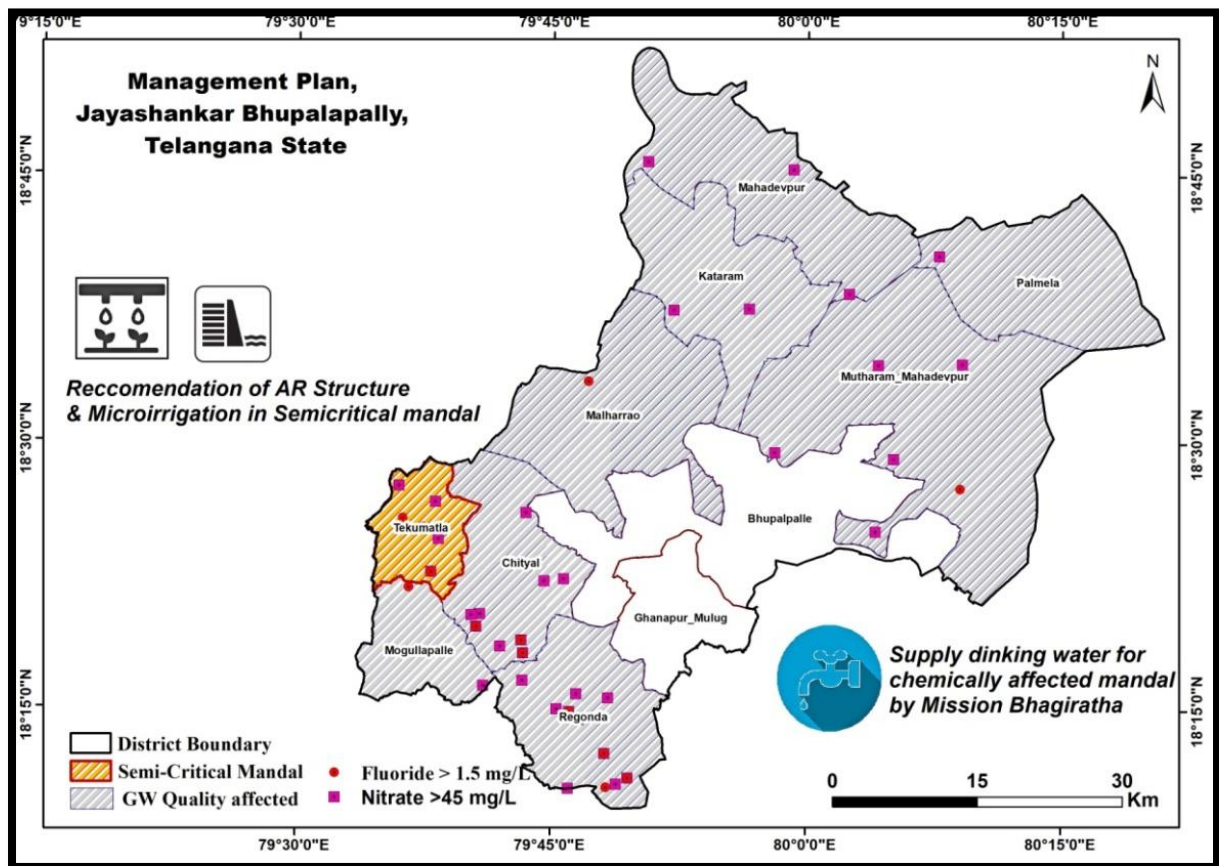 79°15'0"E 79°30'0"E 79°45'0"E 80°0'0"E 80°15'0"E
Management Plan,
Jayashankar Bhupalapally,
Telangana State
N
18°45'0"N 18°45'0"N
Mahadevpur
Kataram
Palmela
Reccomendation of AR Structure
& Microirrigation in Semicritical mandal
Mutharam_Mahadevpur
Malharrao
18°30'0"N 18°30'0"N
Bhupalpalle
Tekumatla
Chityal
Ghanapur_Mulug
Mogullapalle
Supply dinking water for
chemically affected mandal
by Mission Bhagiratha
18°15'0"N 18°15'0"N
Regonda
District Boundary
Semi-Critical Mandal
GW Quality affected
Fluoride > 1.5 mg/L
Nitrate >45 mg/L
0 15 30
Km
79°30'0"E 79°45'0"E 80°0'0"E 80°15'0"E